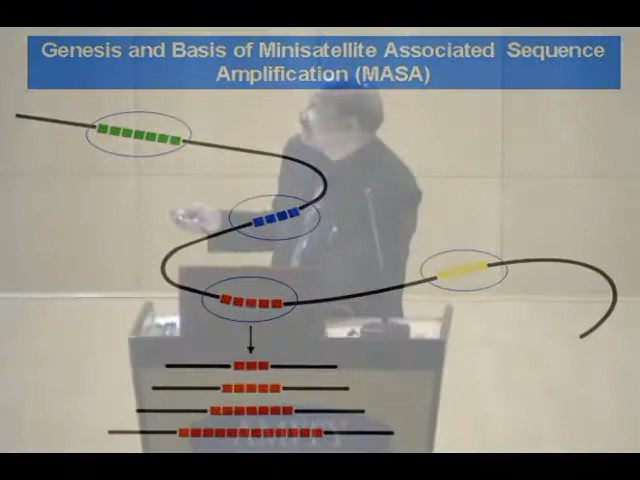 Genesis and Basis of Minisatellite Associated Sequence
Amplification (MASA)